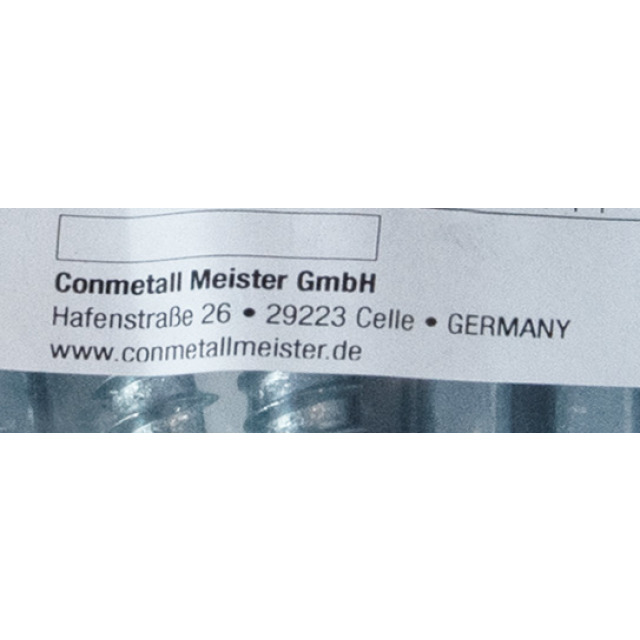 Conmetall Meister GmbH
Hafenstraße 26 • 29223 Celle • GERMANY
www.conmetallmeister.de